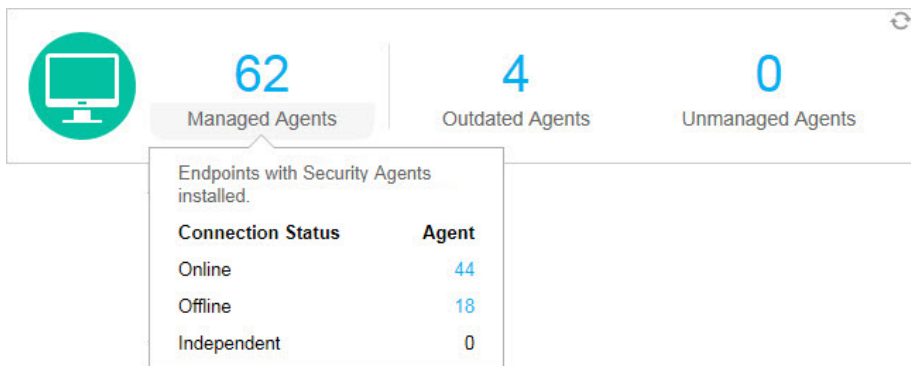 62
Managed Agents
4
Outdated Agents
0
Unmanaged Agents
Endpoints with Security Agents
installed.
Connection Status Agent
Online 44
Offline 18
Independent 0